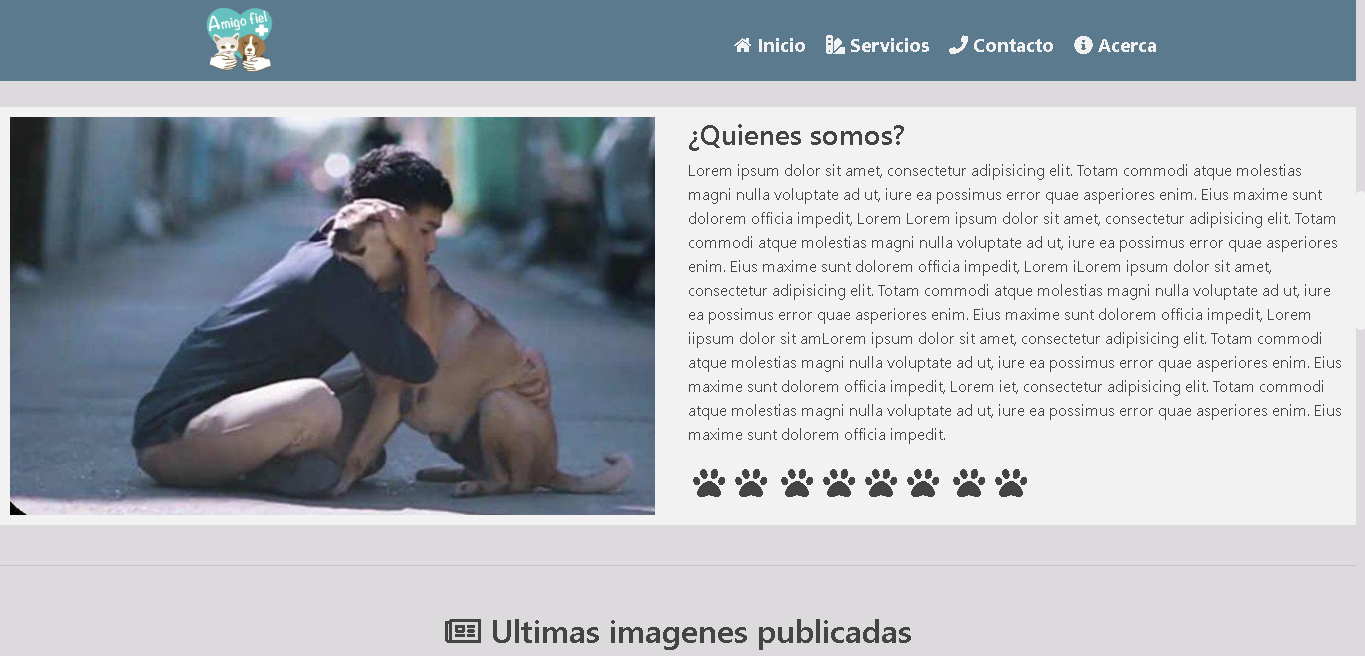 Amigo fiel
Inicio Servicios Contacto Acerca
¿Quienes somos?
Lorem ipsum dolor sit amet, consectetur adipisicing elit. Totam commodi atque molestias
magni nulla voluptate ad ut, iure ea possimus error quae asperiores enim. Eius maxime sunt
dolorem officia impedit, Lorem Lorem ipsum dolor sit amet, consectetur adipisicing elit. Totam
commodi atque molestias magni nulla voluptate ad ut, iure ea possimus error quae asperiores
enim. Eius maxime sunt dolorem officia impedit, Lorem iLorem ipsum dolor sit amet,
consectetur adipisicing elit. Totam commodi atque molestias magni nulla voluptate ad ut, iure
ea possimus error quae asperiores enim. Eius maxime sunt dolorem officia impedit, Lorem
iipsum dolor sit amLorem ipsum dolor sit amet, consectetur adipisicing elit. Totam commodi
atque molestias magni nulla voluptate ad ut, iure ea possimus error quae asperiores enim. Eius
maxime sunt dolorem officia impedit, Lorem iet, consectetur adipisicing elit. Totam commodi
atque molestias magni nulla voluptate ad ut, iure ea possimus error quae asperiores enim. Eius
maxime sunt dolorem officia impedit.
Ultimas imagenes publicadas